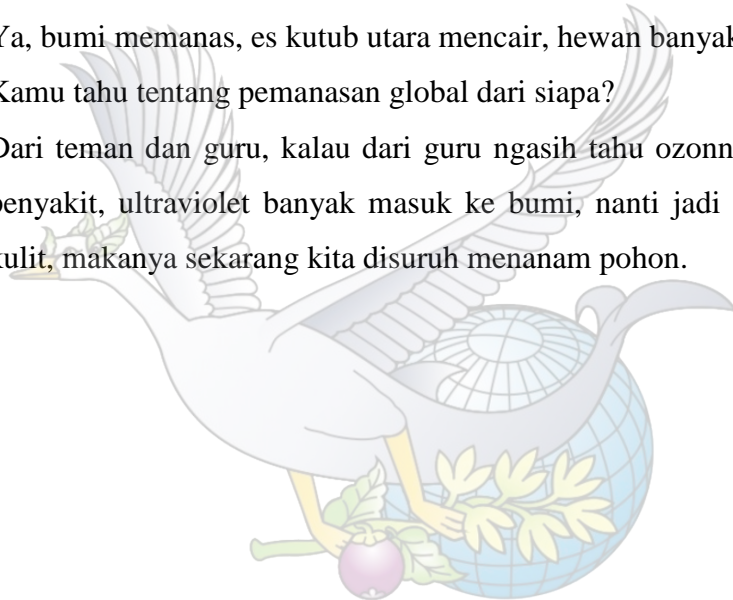 Ya, bumi memanas, es kutub utara mencair, hewan banyak
Kamu tahu tentang pemanasan global dari siapa?
Dari teman dan guru, kalau dari guru ngasih tahu ozonn
penyakit, ultraviolet banyak masuk ke bumi, nanti jadi
kulit, makanya sekarang kita disuruh menanam pohon.